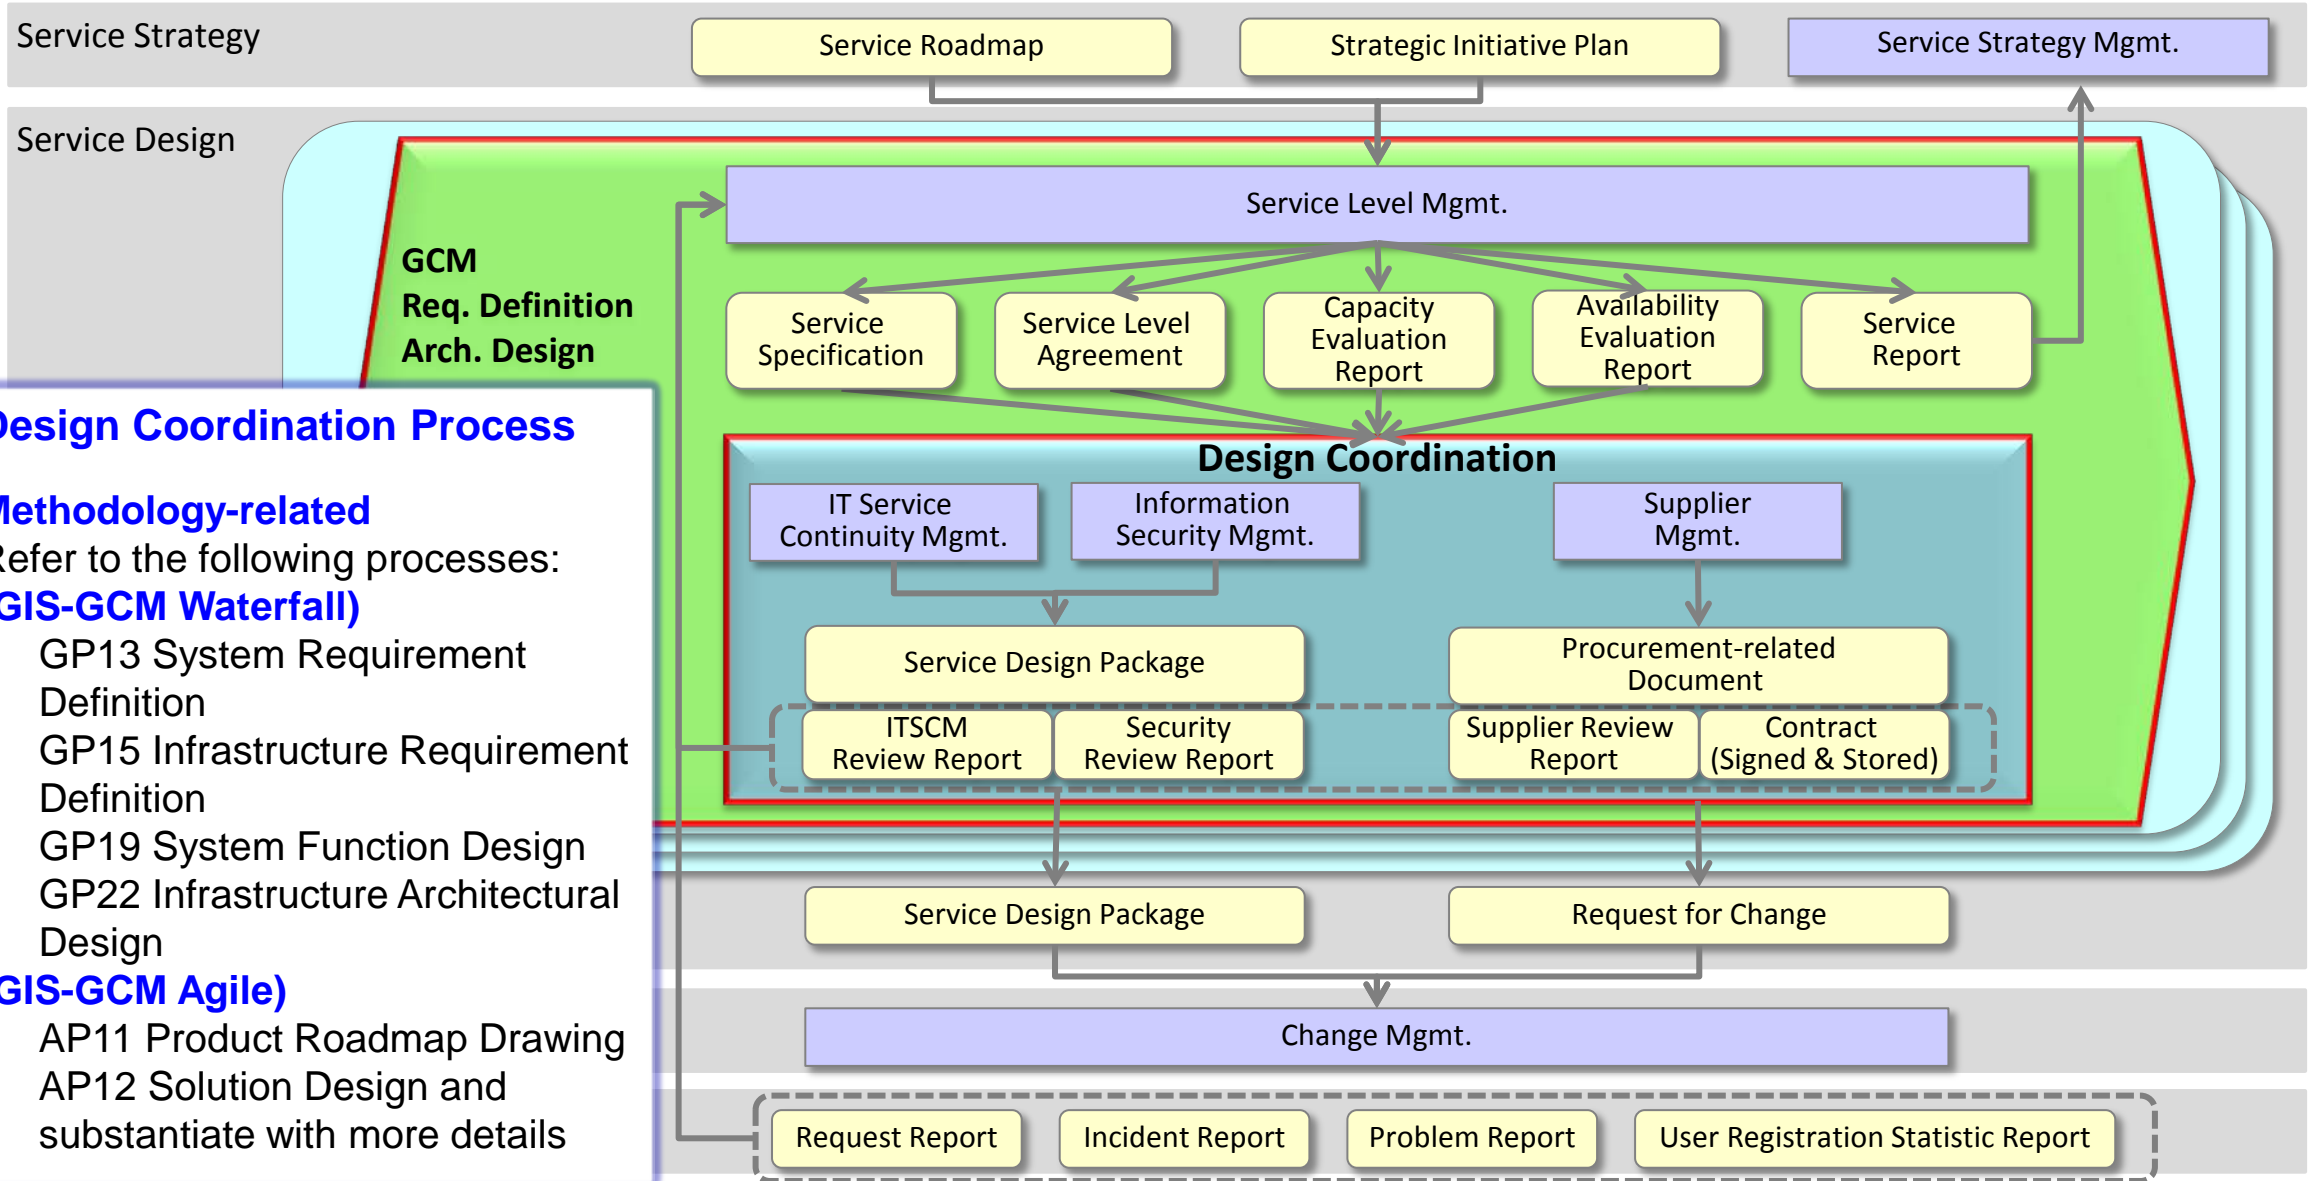 Service Strategy
Service Roadmap
Strategic Initiative Plan
Service Strategy Mgmt.
Service Design
Service Level Mgmt.
GCM
Req. Definition
Arch. Design
Service
Specification
Service Level
Agreement
Capacity
Evaluation
Report
Availability
Evaluation
Report
Service
Report
Design Coordination Process
Methodology-related
Refer to the following processes:
(GIS-GCM Waterfall)
GP13 System Requirement
Definition
GP15 Infrastructure Requirement
Definition
GP19 System Function Design
GP22 Infrastructure Architectural
Design
(GIS-GCM Agile)
AP11 Product Roadmap Drawing
AP12 Solution Design and
substantiate with more details
Design Coordination
IT Service
Continuity Mgmt.
Information
Security Mgmt.
Supplier
Mgmt.
Service Design Package
Procurement-related
Document
ITSCM
Review Report
Security
Review Report
Supplier Review
Report
Contract
(Signed & Stored)
Service Design Package
Request for Change
Change Mgmt.
Request Report
Incident Report
Problem Report
User Registration Statistic Report